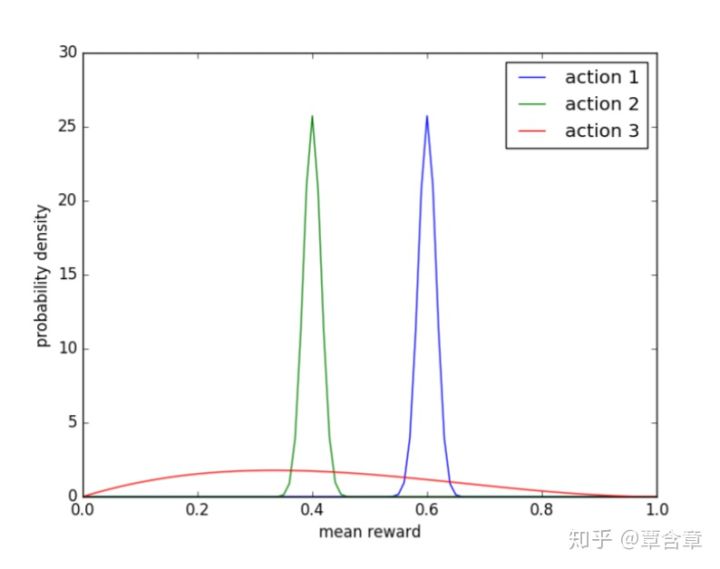 30
25
20
15
10
5
0
probability density
0.0 0.2 0.4 0.6 0.8 1.0
mean reward
action 1
action 2
action 3
知乎 @覃含章